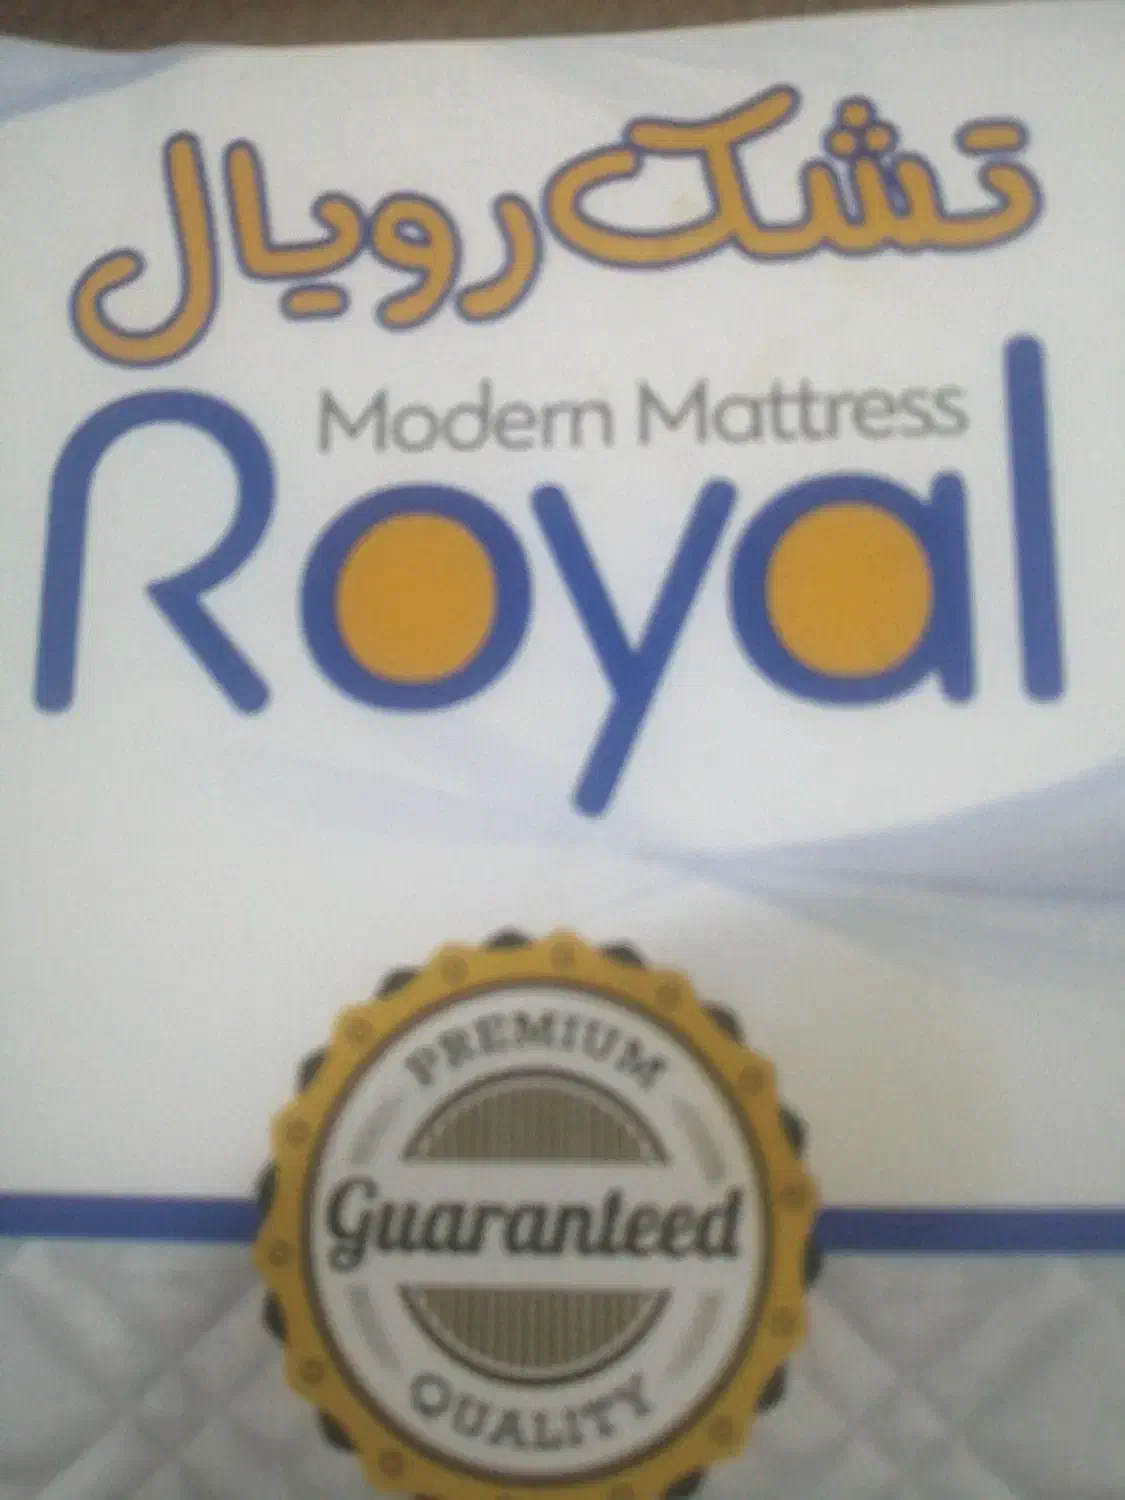 تشک رویال
Modern Mattress
Royal
PREMIUM
Guaranteed
QUALITY